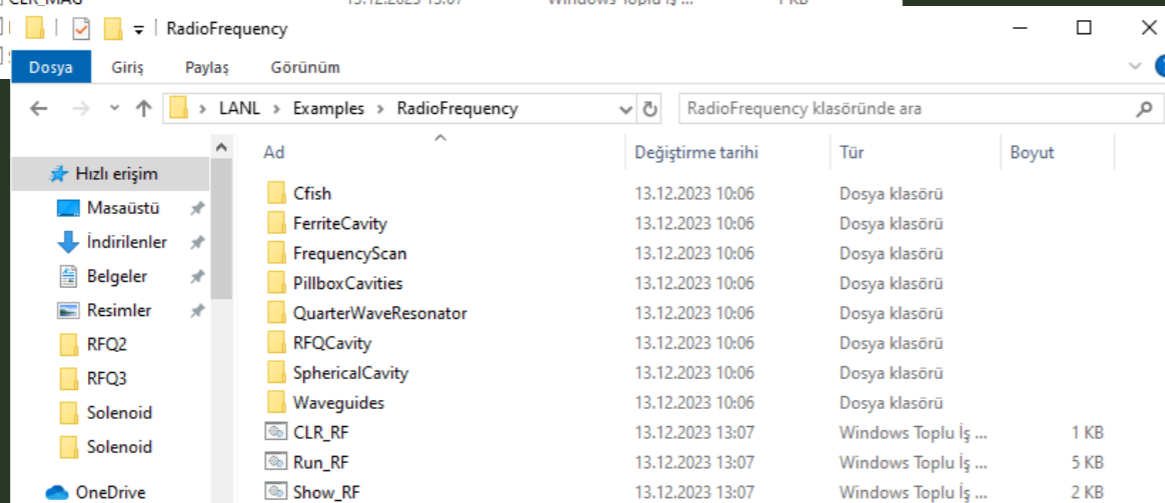 RadioFrequency
Dosya Giriş Paylaş Görünüm
LANL > Examples > RadioFrequency RadioFrequency klasöründe ara
Ad Değiştirme tarihi Tür Boyut
Hızlı erişim
Masaüstü
İndirilenler
Belgeler
Resimler
RFQ2
RFQ3
Solenoid
Solenoid
OneDrive
Cfish 13.12.2023 10:06 Dosya klasörü
FerriteCavity 13.12.2023 10:06 Dosya klasörü
FrequencyScan 13.12.2023 10:06 Dosya klasörü
PillboxCavities 13.12.2023 10:06 Dosya klasörü
QuarterWaveResonator 13.12.2023 10:06 Dosya klasörü
RFQCavity 13.12.2023 10:06 Dosya klasörü
SphericalCavity 13.12.2023 10:06 Dosya klasörü
Waveguides 13.12.2023 10:06 Dosya klasörü
CLR_RF 13.12.2023 13:07 Windows Toplu İş ... 1 KB
Run_RF 13.12.2023 13:07 Windows Toplu İş ... 5 KB
Show_RF 13.12.2023 13:07 Windows Toplu İş ... 2 KB